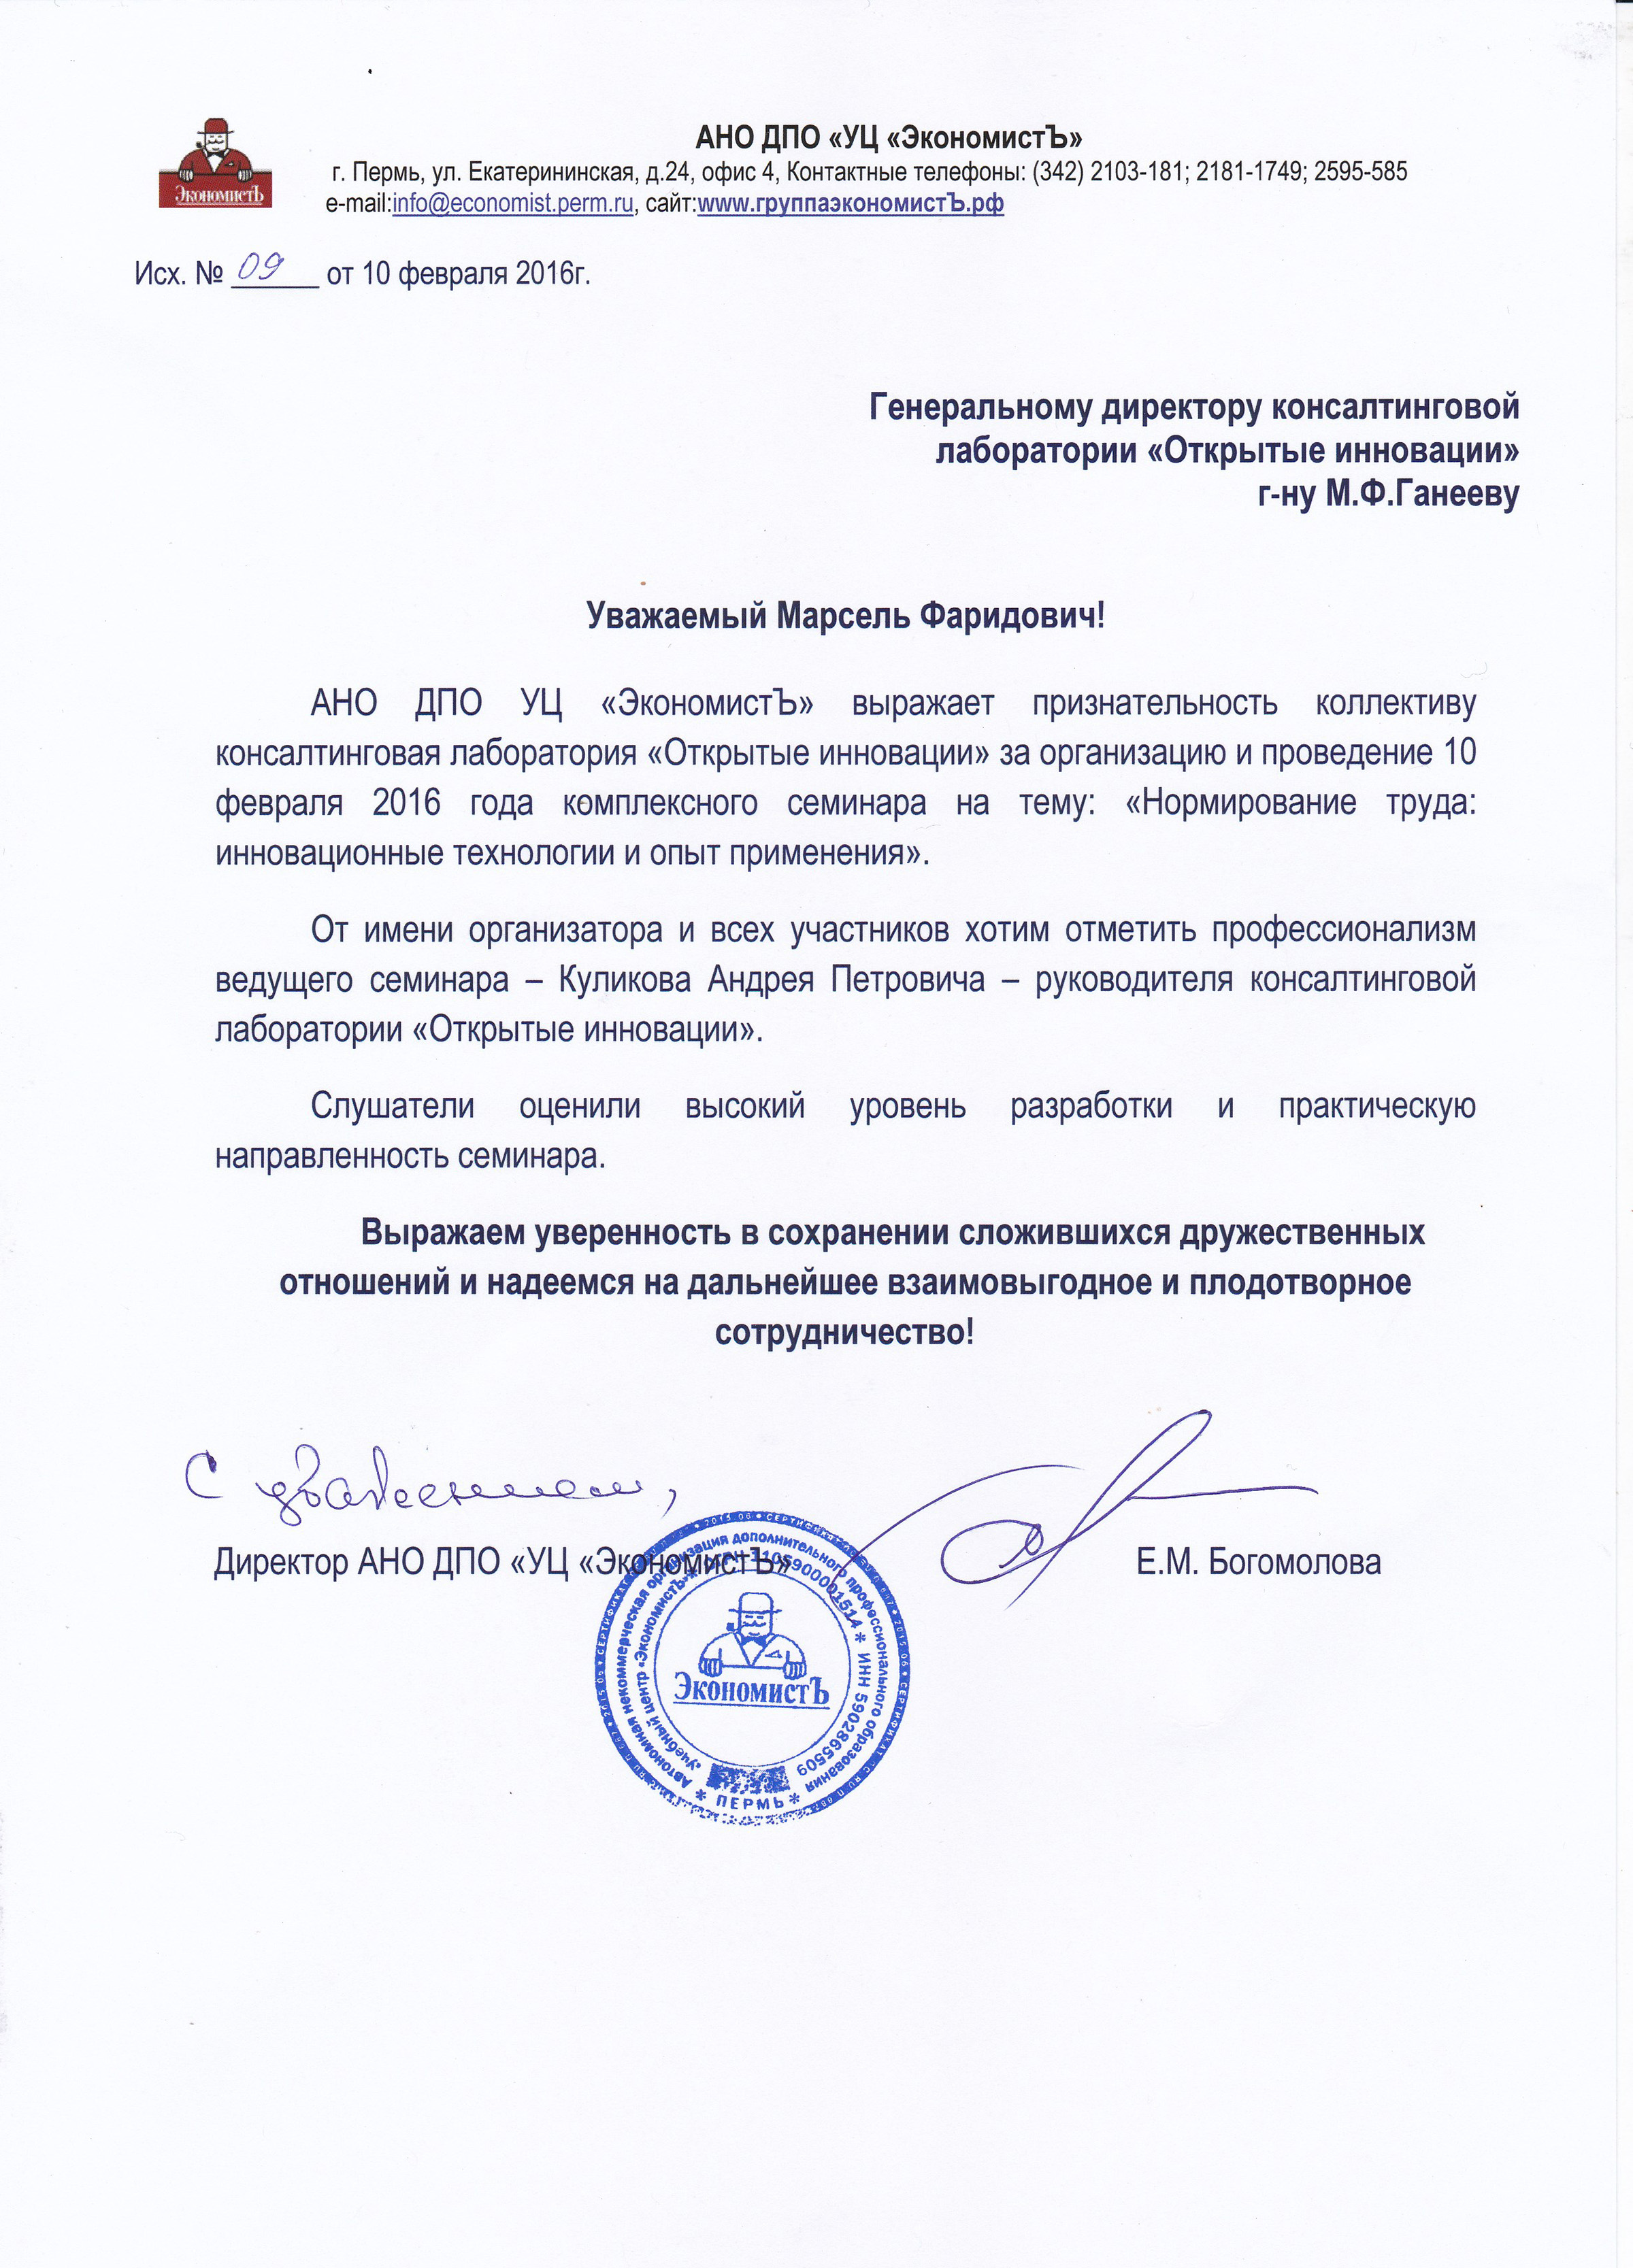 ЭкономистЪ
АНО ДПО «УЦ «ЭкономистЪ»
г. Пермь, ул. Екатерининская, д.24, офис 4, Контактные телефоны: (342) 2103-181; 2181-1749; 2595-585
e-mail:info@economist.perm.ru, сайт:www.группаэкономистЪ.рф
Исх. № 09 от 10 февраля 2016г.
Генеральному директору консалтинговой
лаборатории «Открытые инновации»
г-ну М.Ф.Ганееву
Уважаемый Марсель Фаридович!
АНО ДПО УЦ «ЭкономистЪ» выражает признательность коллективу
консалтинговая лаборатория «Открытые инновации» за организацию и проведение 10
февраля 2016 года комплексного семинара на тему: «Нормирование труда:
инновационные технологии и опыт применения».
От имени организатора и всех участников хотим отметить профессионализм
ведущего семинара – Куликова Андрея Петровича – руководителя консалтинговой
лаборатории «Открытые инновации».
Слушатели оценили высокий уровень разработки и практическую
направленность семинара.
Выражаем уверенность в сохранении сложившихся дружественных
отношений и надеемся на дальнейшее взаимовыгодное и плодотворное
сотрудничество!
С уважением,
Директор АНО ДПО «УЦ «ЭкономистЪ» Е.М. Богомолова
Автономная некоммерческая организация дополнительного профессионального образования
«Учебный центр «ЭкономистЪ» * ОГРН 1105900001514 * ИНН 5902865509
ЭкономистЪ
* ПЕРМЬ *